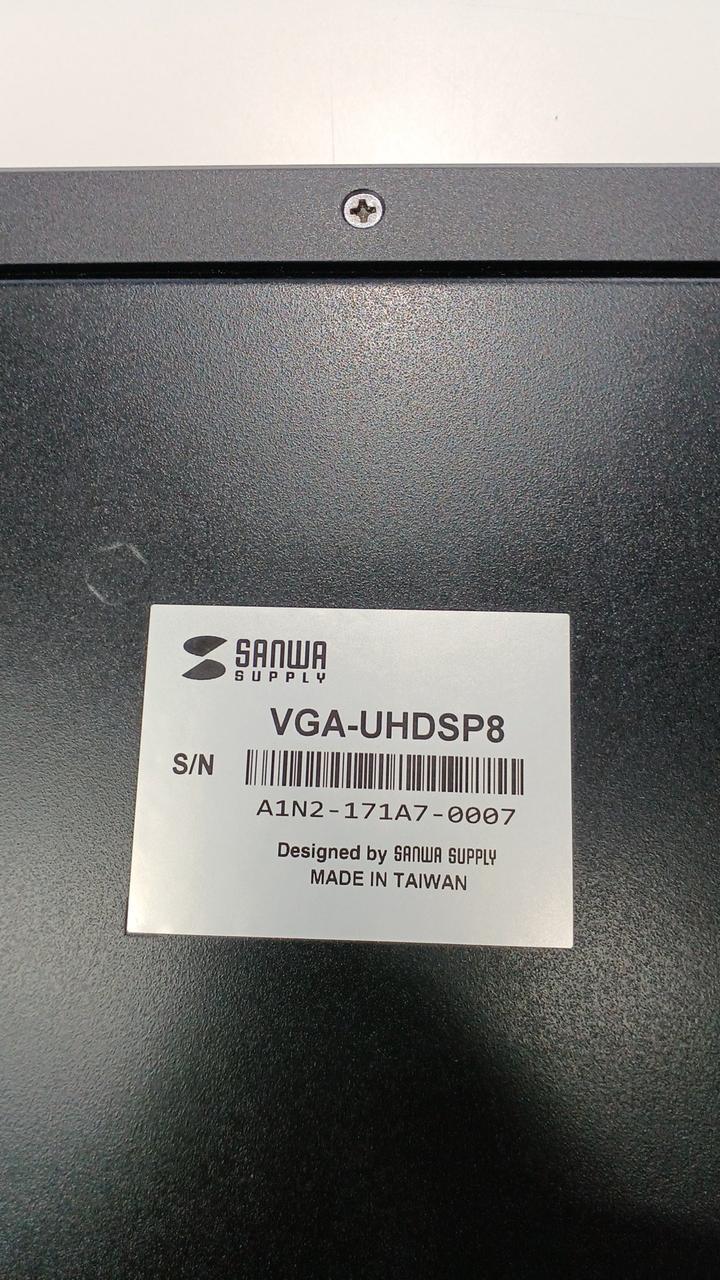 SANWA
SUPPLY
VGA-UHDSP8
S/N
A1N2-171A7-0007
Designed by SANWA SUPPLY
MADE IN TAIWAN